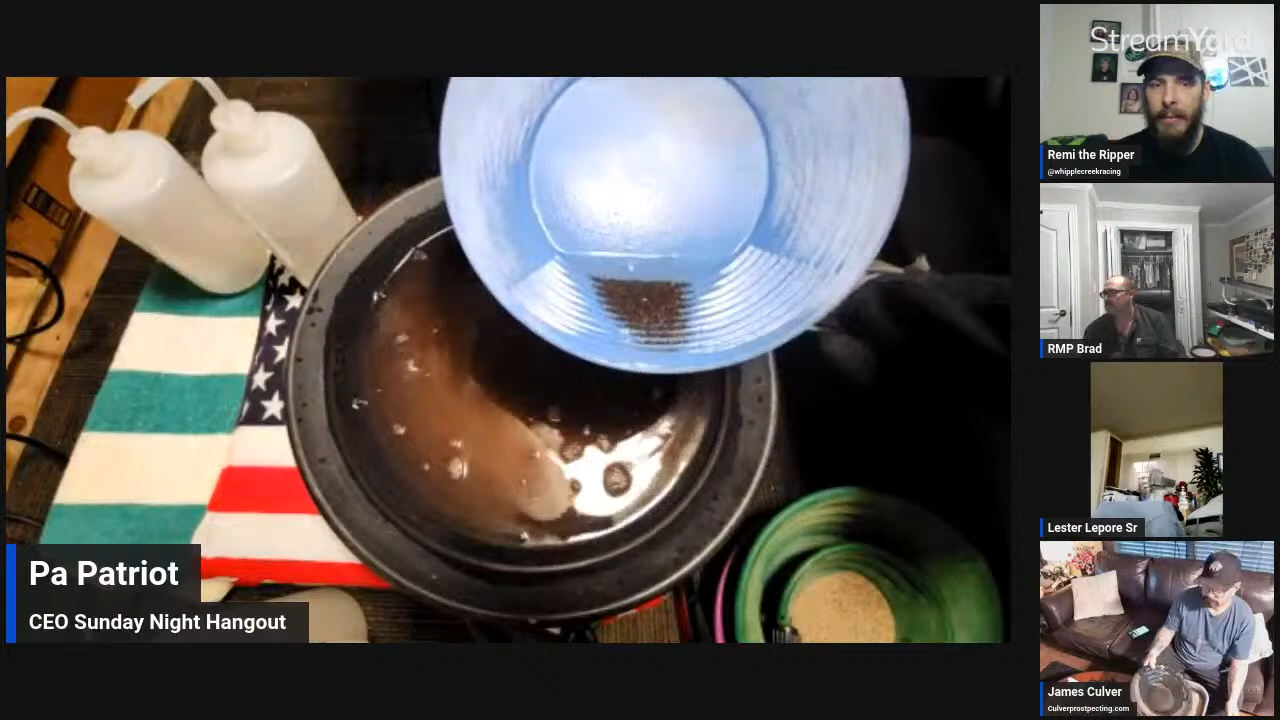 Pa Patriot
CEO Sunday Night Hangout
StreamYard
Remi the Ripper
@whipplecreekracing
RMP Brad
Lester Lepore Sr
James Culver
Culverprostpecting.com